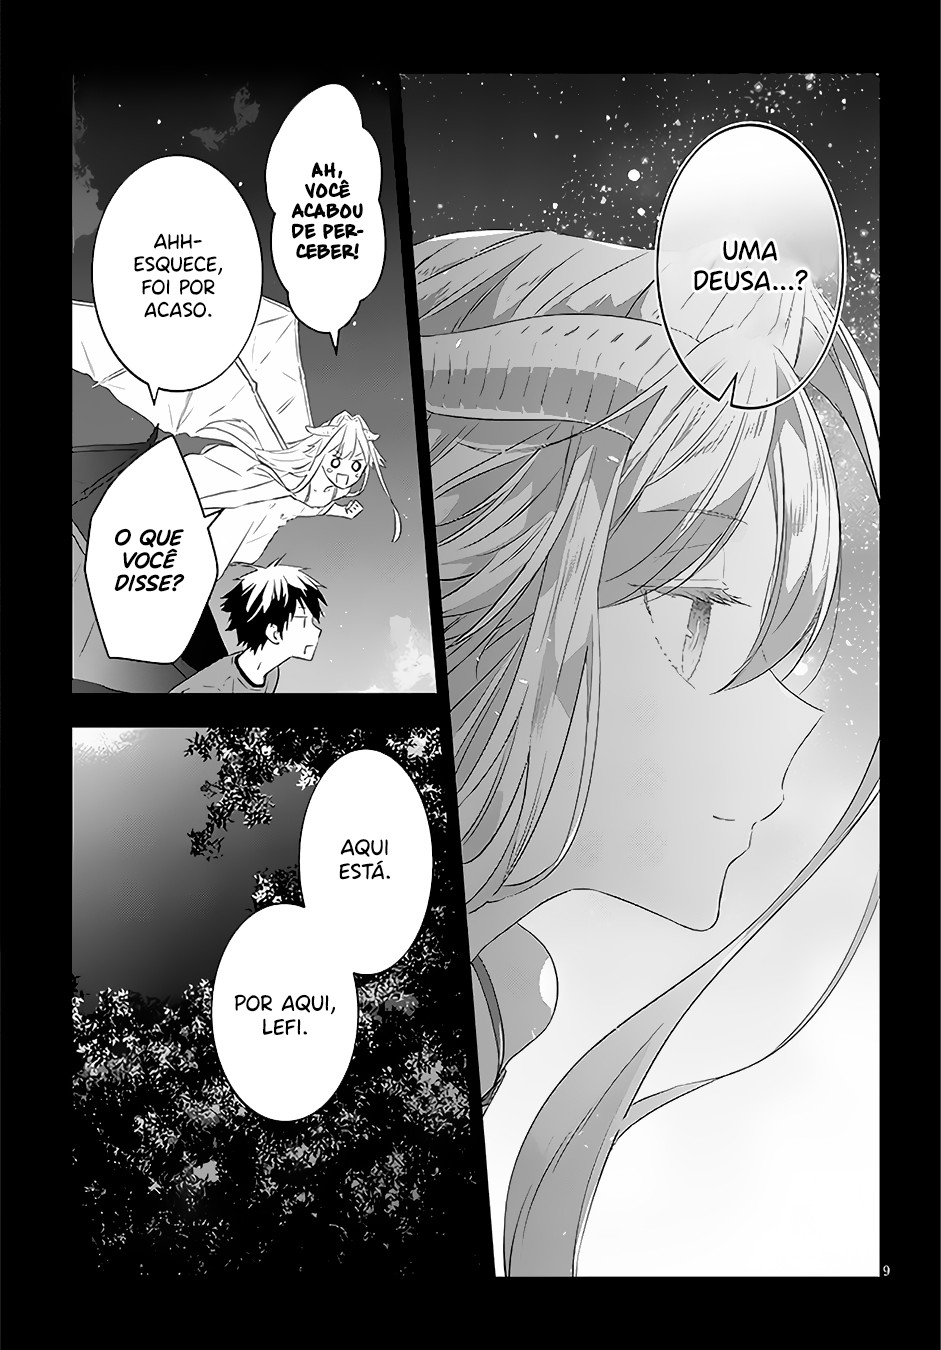 UMA
DEUSA...?
AH,
VOCÊ
ACABOU
DE PER-
CEBER!
AHH-
ESQUECE,
FOI POR
ACASO.
O QUE
VOCÊ
DISSE?
AQUI
ESTÁ.
POR AQUI,
LEFI.
9